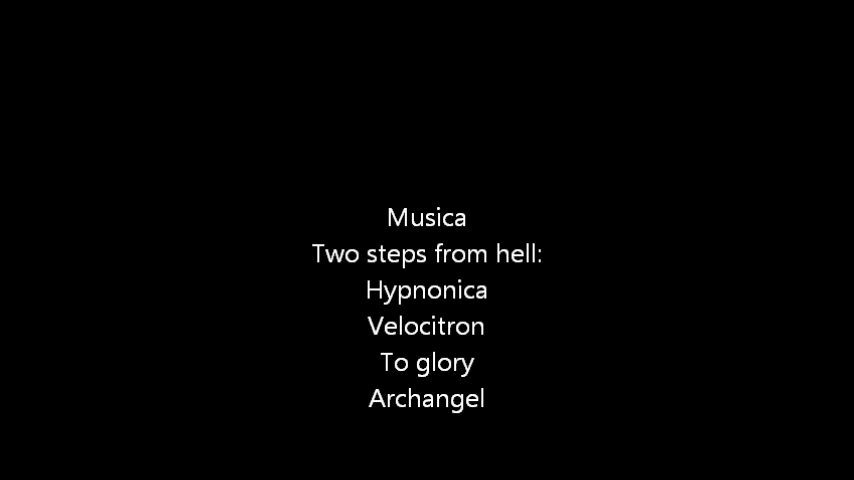 Musica
Two steps from hell:
Hypnonica
Velocitron
To glory
Archangel